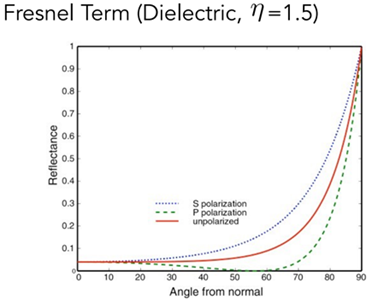 Fresnel Term (Dielectric, η=1.5)
1
0.9
0.8
0.7
0.6
0.5
0.4
0.3
0.2
0.1
0
Reflectance
S polarization
P polarization
unpolarized
0 10 20 30 40 50 60 70 80 90
Angle from normal